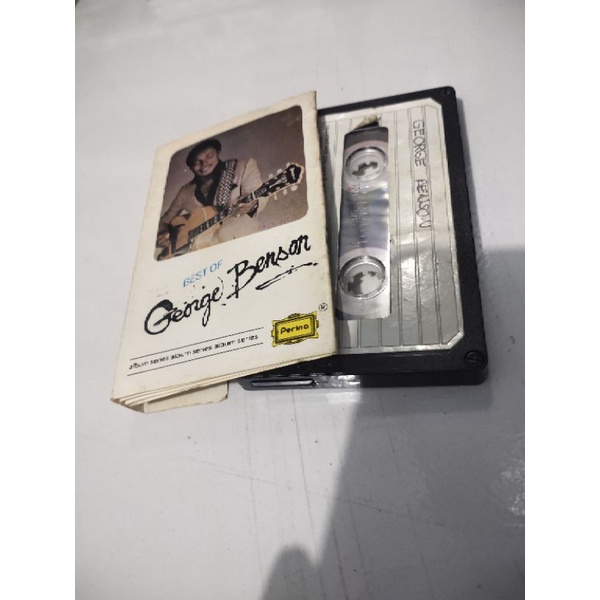 BEST OF
George Benson
Perina
®
album series album series album series
GEORGE BENSON